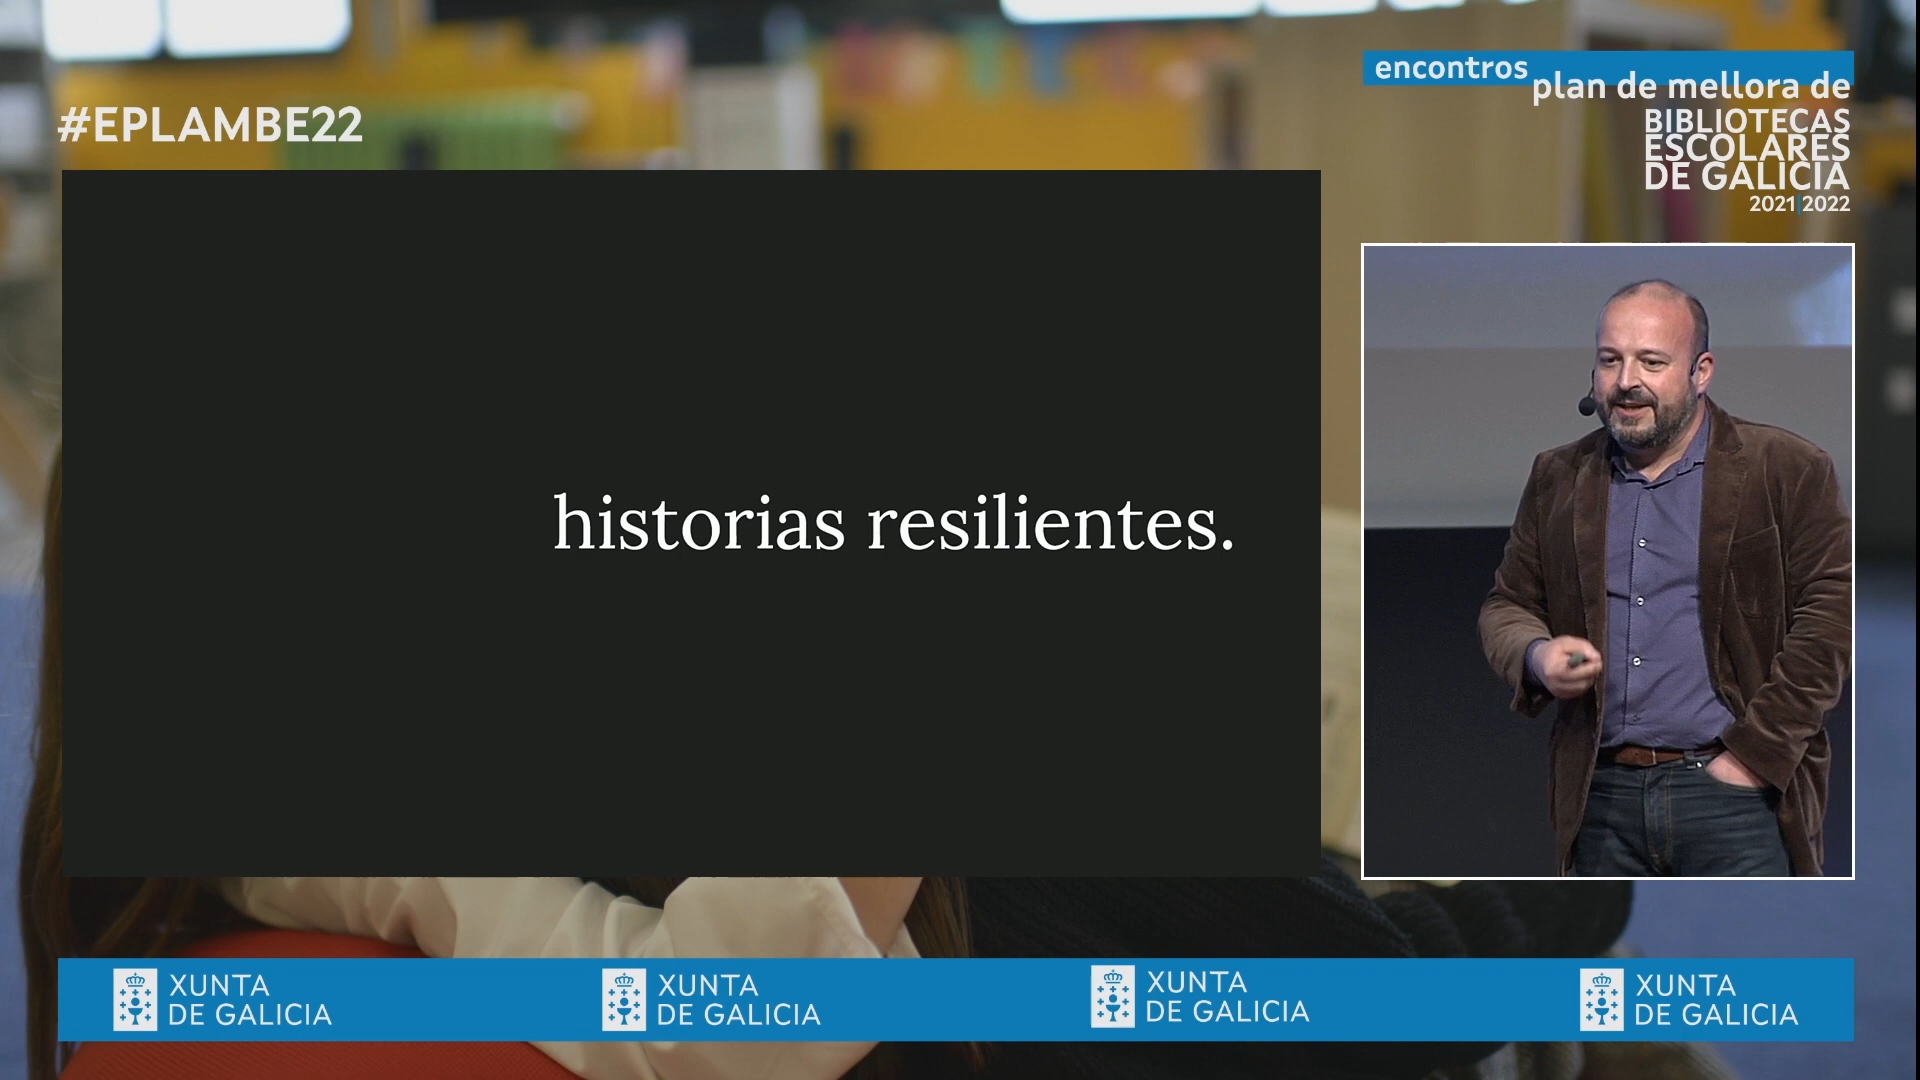 #EPLAMBE22
encontros
plan de mellora de
BIBLIOTECAS
ESCOLARES
DE GALICIA
2021|2022
historias resilientes.
XUNTA
DE GALICIA
XUNTA
DE GALICIA
XUNTA
DE GALICIA
XUNTA
DE GALICIA